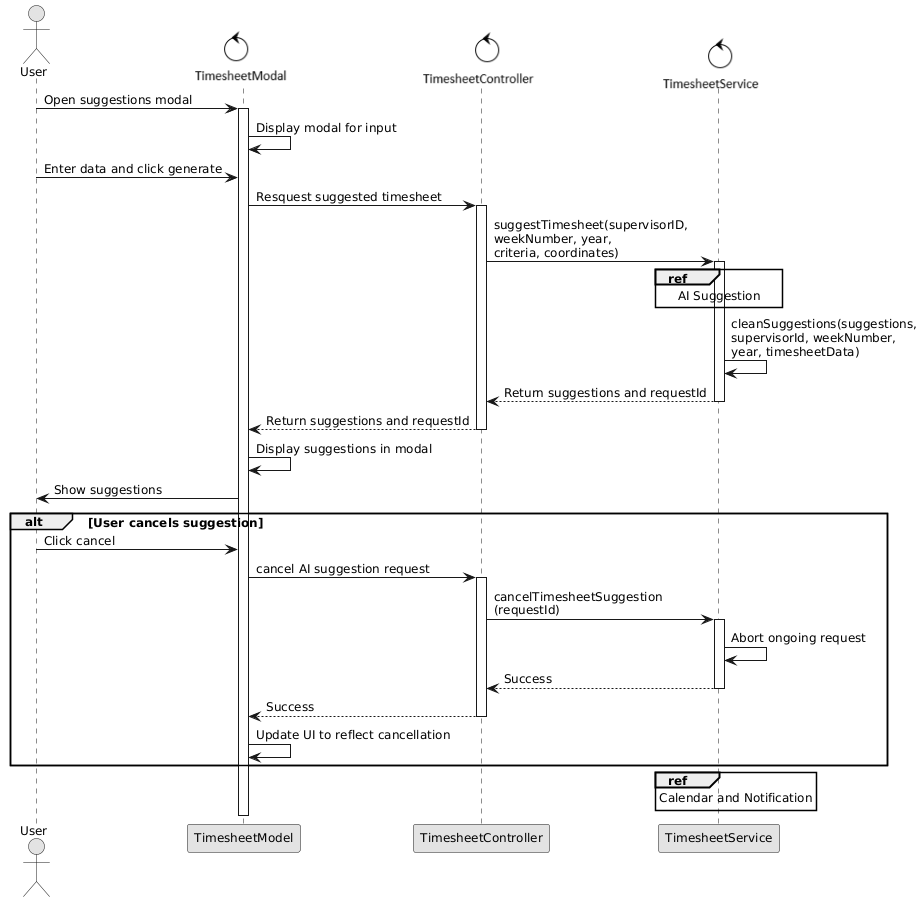 User
TimesheetModal
TimesheetController
TimesheetService
Open suggestions modal
Display modal for input
Enter data and click generate
Resquest suggested timesheet
suggestTimesheet(supervisorID,
weekNumber, year,
criteria, coordinates)
ref
AI Suggestion
cleanSuggestions(suggestions,
supervisorId, weekNumber,
year, timesheetData)
Return suggestions and requestId
Return suggestions and requestId
Display suggestions in modal
Show suggestions
alt [User cancels suggestion]
Click cancel
cancel AI suggestion request
cancelTimesheetSuggestion
(requestId)
Abort ongoing request
Success
Success
Update UI to reflect cancellation
ref
Calendar and Notification
User
TimesheetModel
TimesheetController
TimesheetService